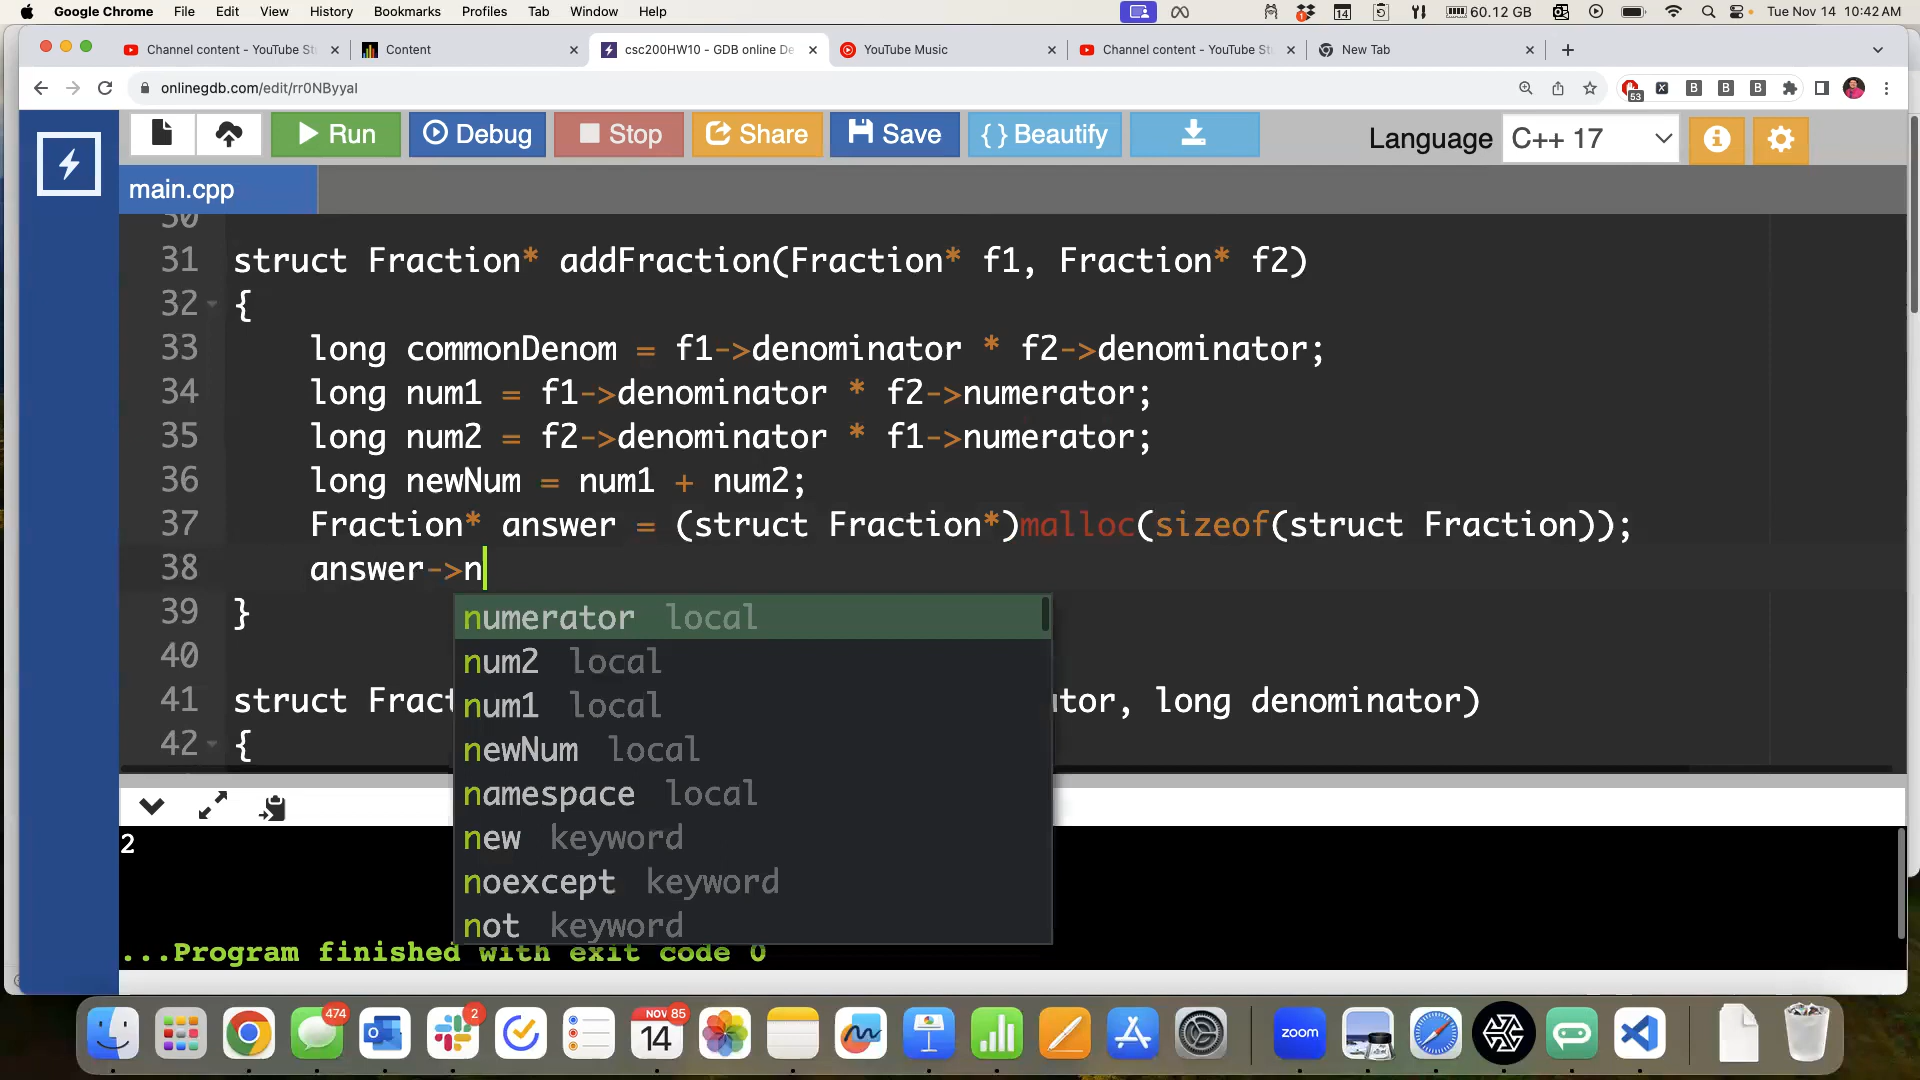 Google Chrome File Edit View History Bookmarks Profiles Tab Window Help 14 60.12 GB Tue Nov 14 10:42 AM
Channel content - YouTube St Content csc200HW10 - GDB online De YouTube Music Channel content - YouTube St New Tab
onlinegdb.com/edit/rr0NByyal 53 X B B B
Run Debug Stop Share Save { } Beautify Language C++ 17
main.cpp
30
31 struct Fraction* addFraction(Fraction* f1, Fraction* f2)
32 {
33 long commonDenom = f1->denominator * f2->denominator;
34 long num1 = f1->denominator * f2->numerator;
35 long num2 = f2->denominator * f1->numerator;
36 long newNum = num1 + num2;
37 Fraction* answer = (struct Fraction*)malloc(sizeof(struct Fraction));
38 answer->n
39 }
numerator local
40
num2 local
41 struct Fract tor, long denominator)
num1 local
42 {
newNum local
namespace local
new keyword
2
noexcept keyword
not keyword
...Program finished with exit code 0
474 2 NOV 85 14 zoom